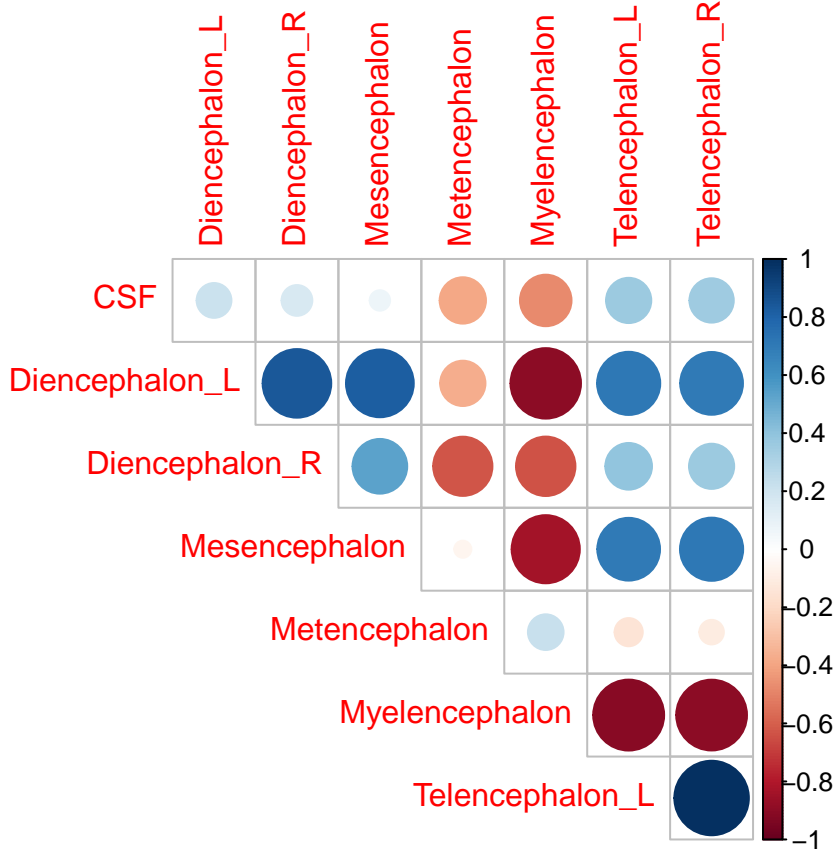 Diencephalon_L
Diencephalon_R
Mesencephalon
Metencephalon
Myelencephalon
Telencephalon_L
Telencephalon_R
CSF
Diencephalon_L
Diencephalon_R
Mesencephalon
Metencephalon
Myelencephalon
Telencephalon_L
1
0.8
0.6
0.4
0.2
0
−0.2
−0.4
−0.6
−0.8
−1